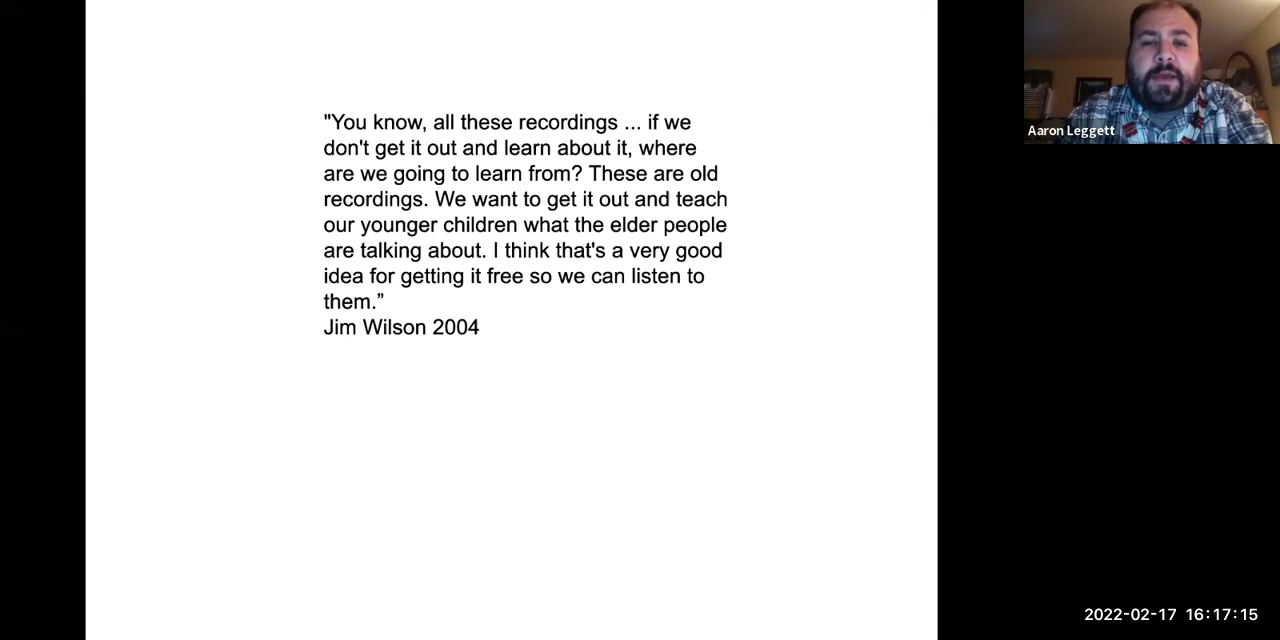 "You know, all these recordings ... if we
don't get it out and learn about it, where
are we going to learn from? These are old
recordings. We want to get it out and teach
our younger children what the elder people
are talking about. I think that's a very good
idea for getting it free so we can listen to
them.”
Jim Wilson 2004
Aaron Leggett
2022-02-17 16:17:15